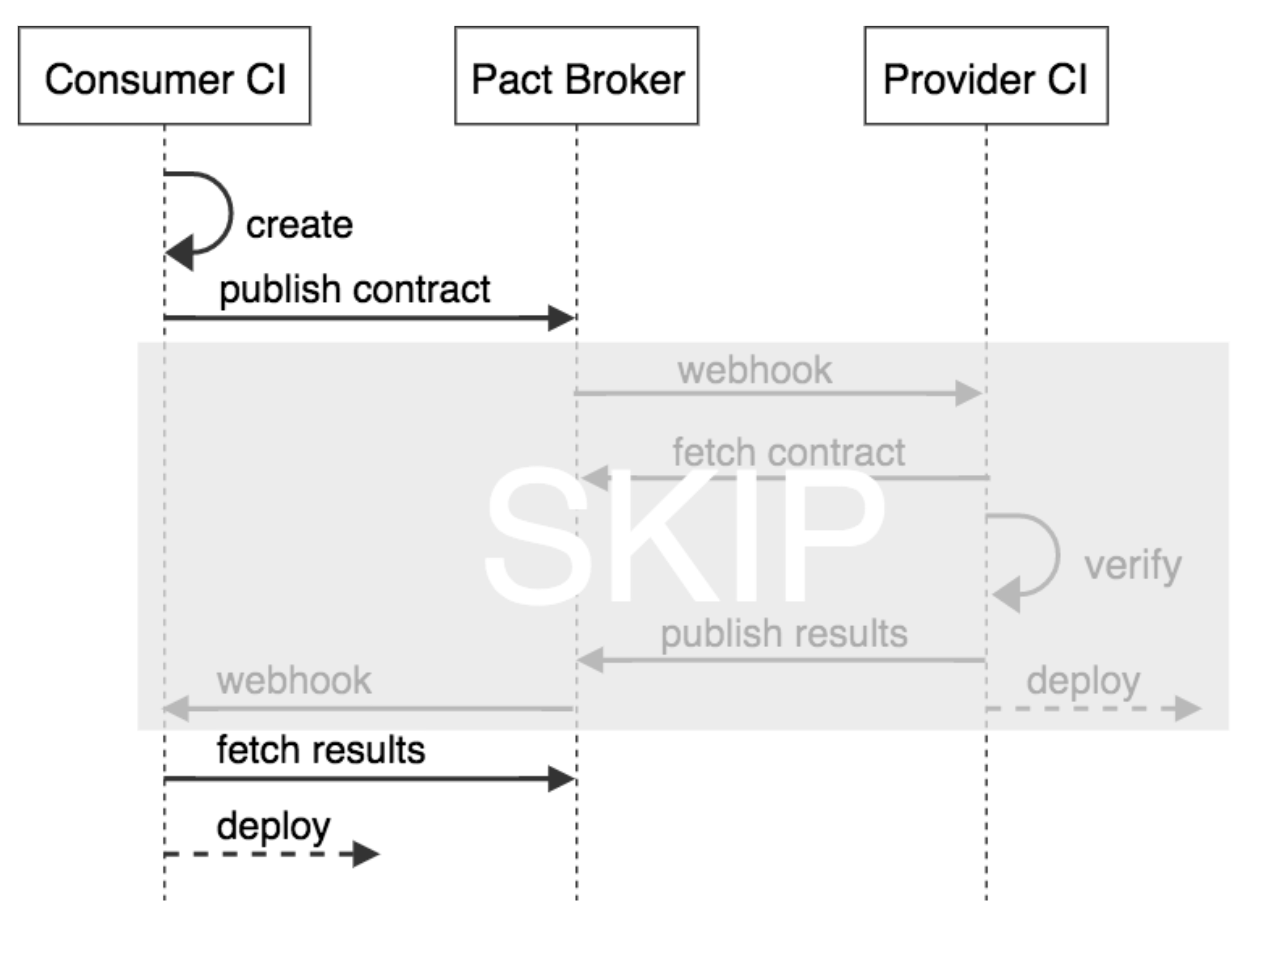 Consumer CI
Pact Broker
Provider CI
create
publish contract
webhook
fetch contract
SKIP
verify
publish results
webhook
deploy
fetch results
deploy